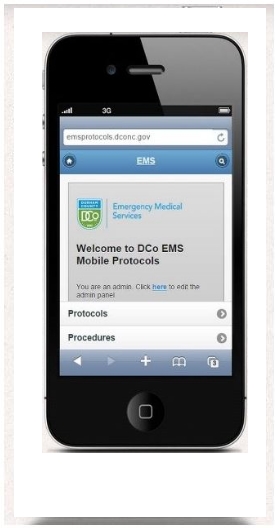 3G
emsprotocols.dconc.gov
EMS
DURHAM
COUNTY
DCo
Emergency Medical
Services
Welcome to DCo EMS
Mobile Protocols
You are an admin. Click here to edit the
admin panel
Protocols
Procedures
3